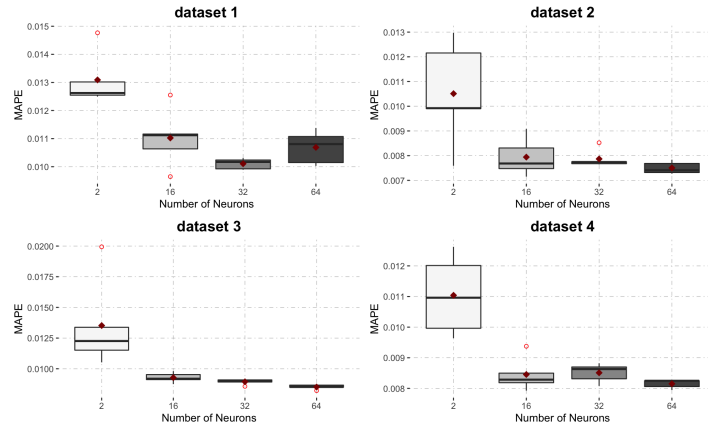 dataset 1
0.015
0.013
0.013
0.012
0.011
0.010
MAPE
2 16 32 64
Number of Neurons
dataset 2
0.013
0.011
0.011
0.010
0.009
0.008
0.007
MAPE
2 16 32 64
Number of Neurons
dataset 3
0.0200
0.0175
0.0150
0.0125
0.0100
MAPE
2 16 32 64
Number of Neurons
dataset 4
0.012
0.010
0.009
0.008
MAPE
2 16 32 64
Number of Neurons